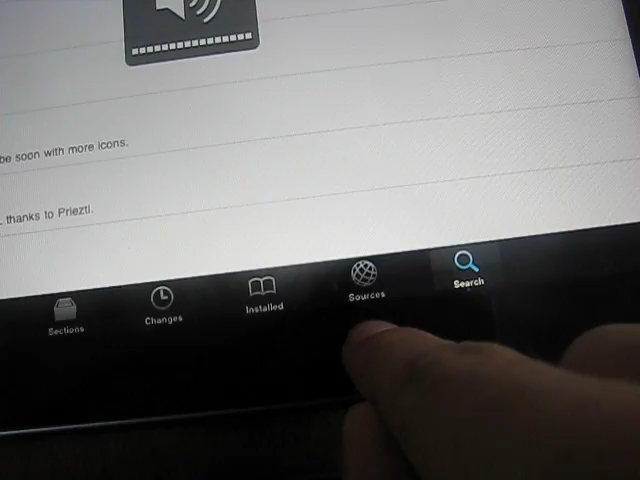 be soon with more icons.
thanks to Priezti.
Sections
Changes
Installed
Sources
Search